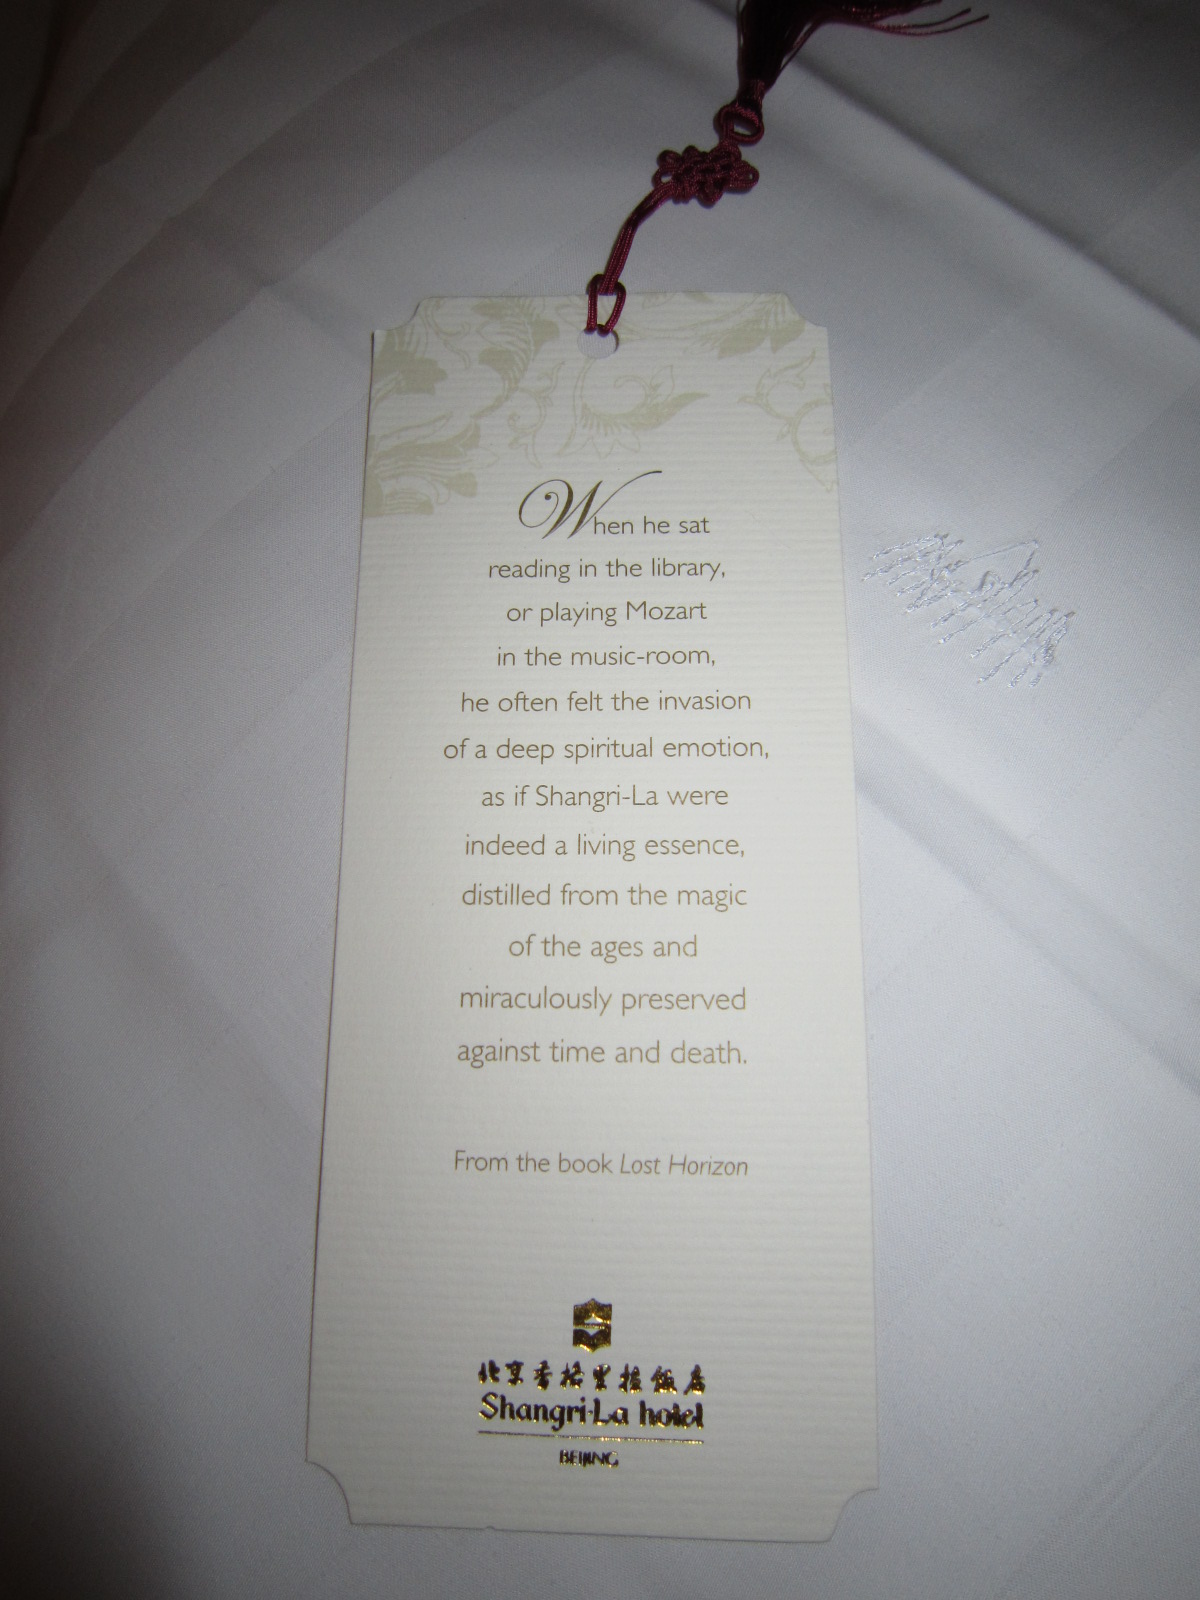 When he sat
reading in the library,
or playing Mozart
in the music-room,
he often felt the invasion
of a deep spiritual emotion,
as if Shangri-La were
indeed a living essence,
distilled from the magic
of the ages and
miraculously preserved
against time and death.
From the book Lost Horizon
北京香格里拉飯店
Shangri-La hotel
BEIJING